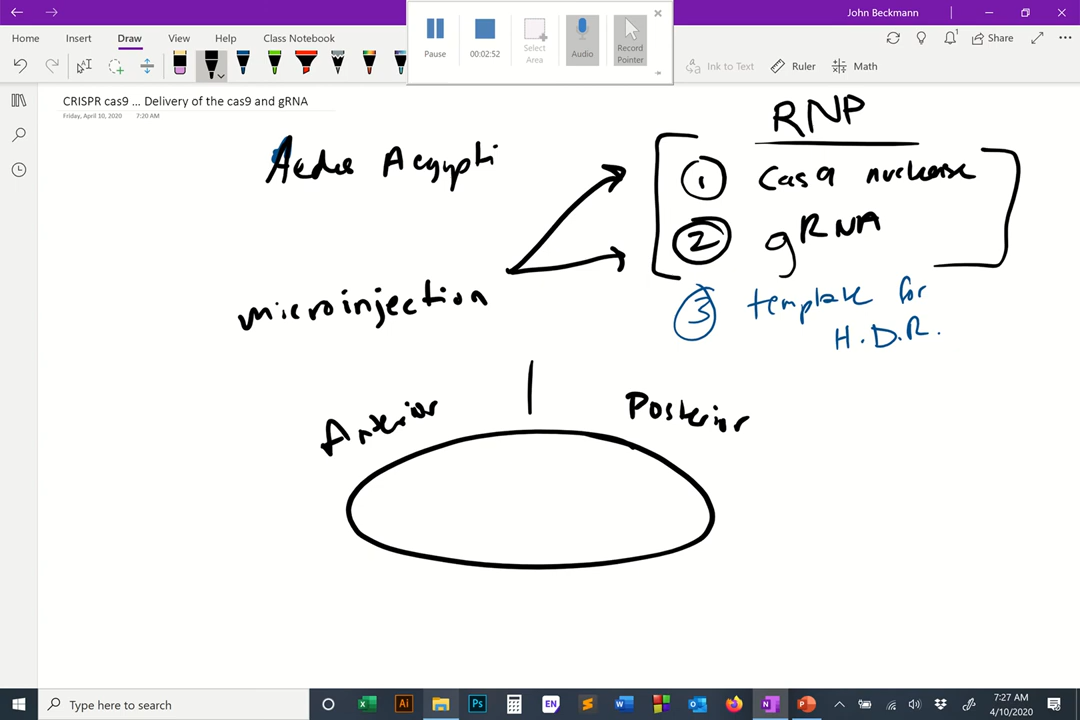 John Beckmann
Home Insert Draw View Help Class Notebook
Share
Pause
00:02:52
Select Area
Audio
Record Pointer
Ink to Text
Ruler
Math
CRISPR cas9 ... Delivery of the cas9 and gRNA
Friday, April 10, 2020 7:20 AM
RNP
Aedes Aegypti
1 Cas9 nuclease
2 gRNA
microinjection
3 template for
H.D.R.
Anterior
Posterior
Type here to search
7:27 AM
4/10/2020